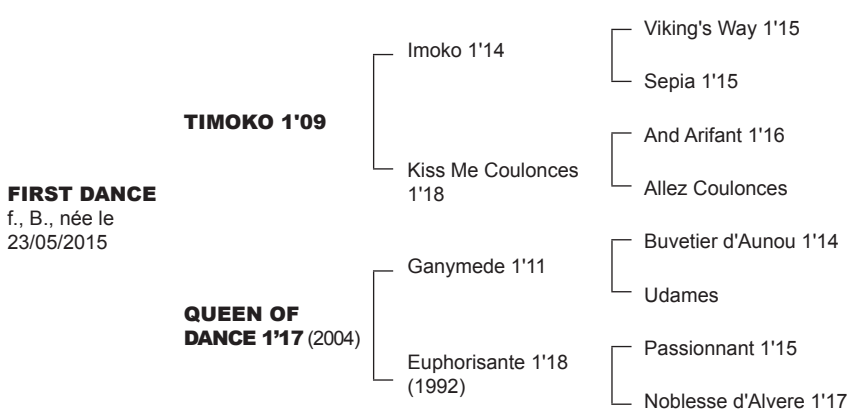 FIRST DANCE
f., B., née le
23/05/2015
TIMOKO 1'09
QUEEN OF
DANCE 1’17 (2004)
Imoko 1'14
Kiss Me Coulonces
1'18
Ganymede 1'11
Euphorisante 1'18
(1992)
Viking's Way 1'15
Sepia 1'15
And Arifant 1'16
Allez Coulonces
Buvetier d'Aunou 1'14
Udames
Passionnant 1'15
Noblesse d'Alvere 1'17